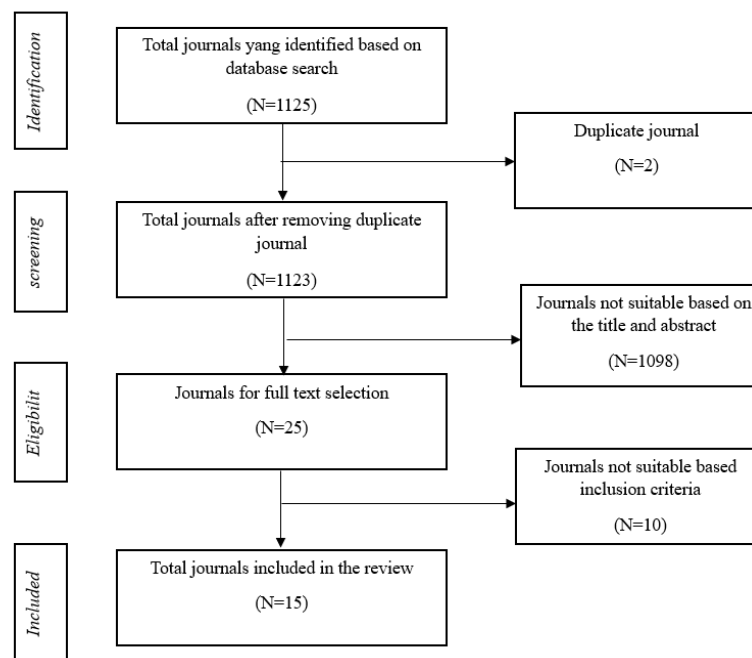 Identification
Total journals yang identified based on
database search
(N=1125)
Duplicate journal
(N=2)
screening
Total journals after removing duplicate
journal
(N=1123)
Journals not suitable based on
the title and abstract
(N=1098)
Eligibilit
Journals for full text selection
(N=25)
Journals not suitable based
inclusion criteria
(N=10)
Included
Total journals included in the review
(N=15)